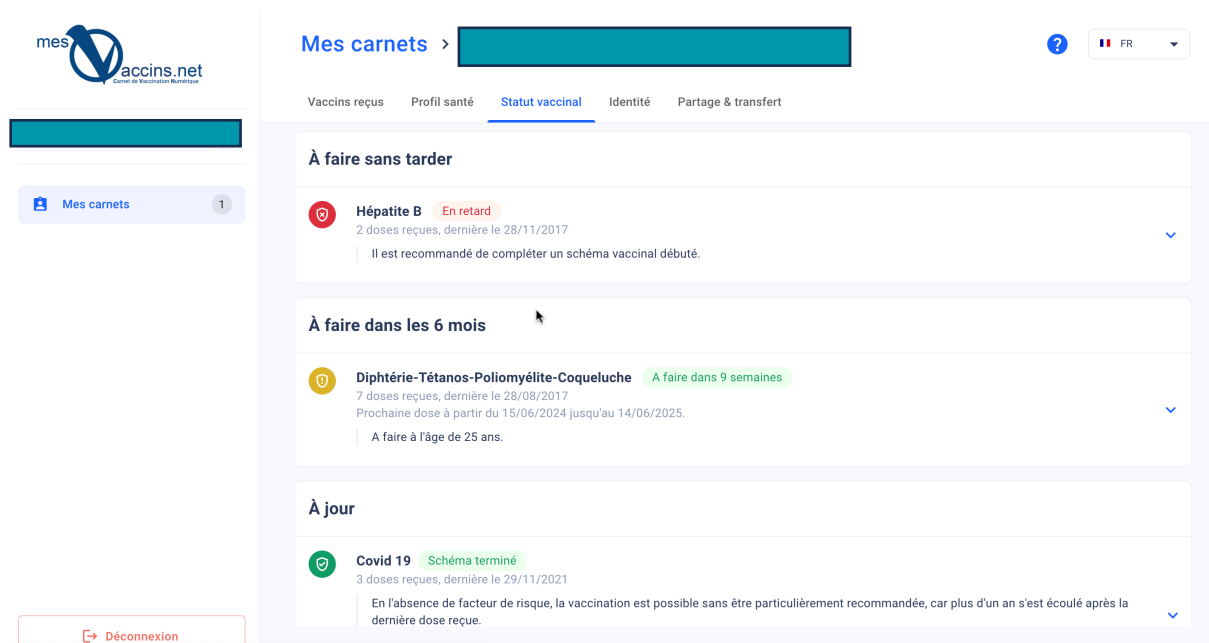 mes Vaccins.net
Carnet de Vaccination Numérique
Mes carnets >
FR
Vaccins reçus Profil santé Statut vaccinal Identité Partage & transfert
Mes carnets 1
À faire sans tarder
Hépatite B En retard
2 doses reçues, dernière le 28/11/2017
Il est recommandé de compléter un schéma vaccinal débuté.
À faire dans les 6 mois
Diphtérie-Tétanos-Poliomyélite-Coqueluche A faire dans 9 semaines
7 doses reçues, dernière le 28/08/2017
Prochaine dose à partir du 15/06/2024 jusqu'au 14/06/2025.
A faire à l'âge de 25 ans.
À jour
Covid 19 Schéma terminé
3 doses reçues, dernière le 29/11/2021
En l'absence de facteur de risque, la vaccination est possible sans être particulièrement recommandée, car plus d'un an s'est écoulé après la
dernière dose reçue.
Déconnexion